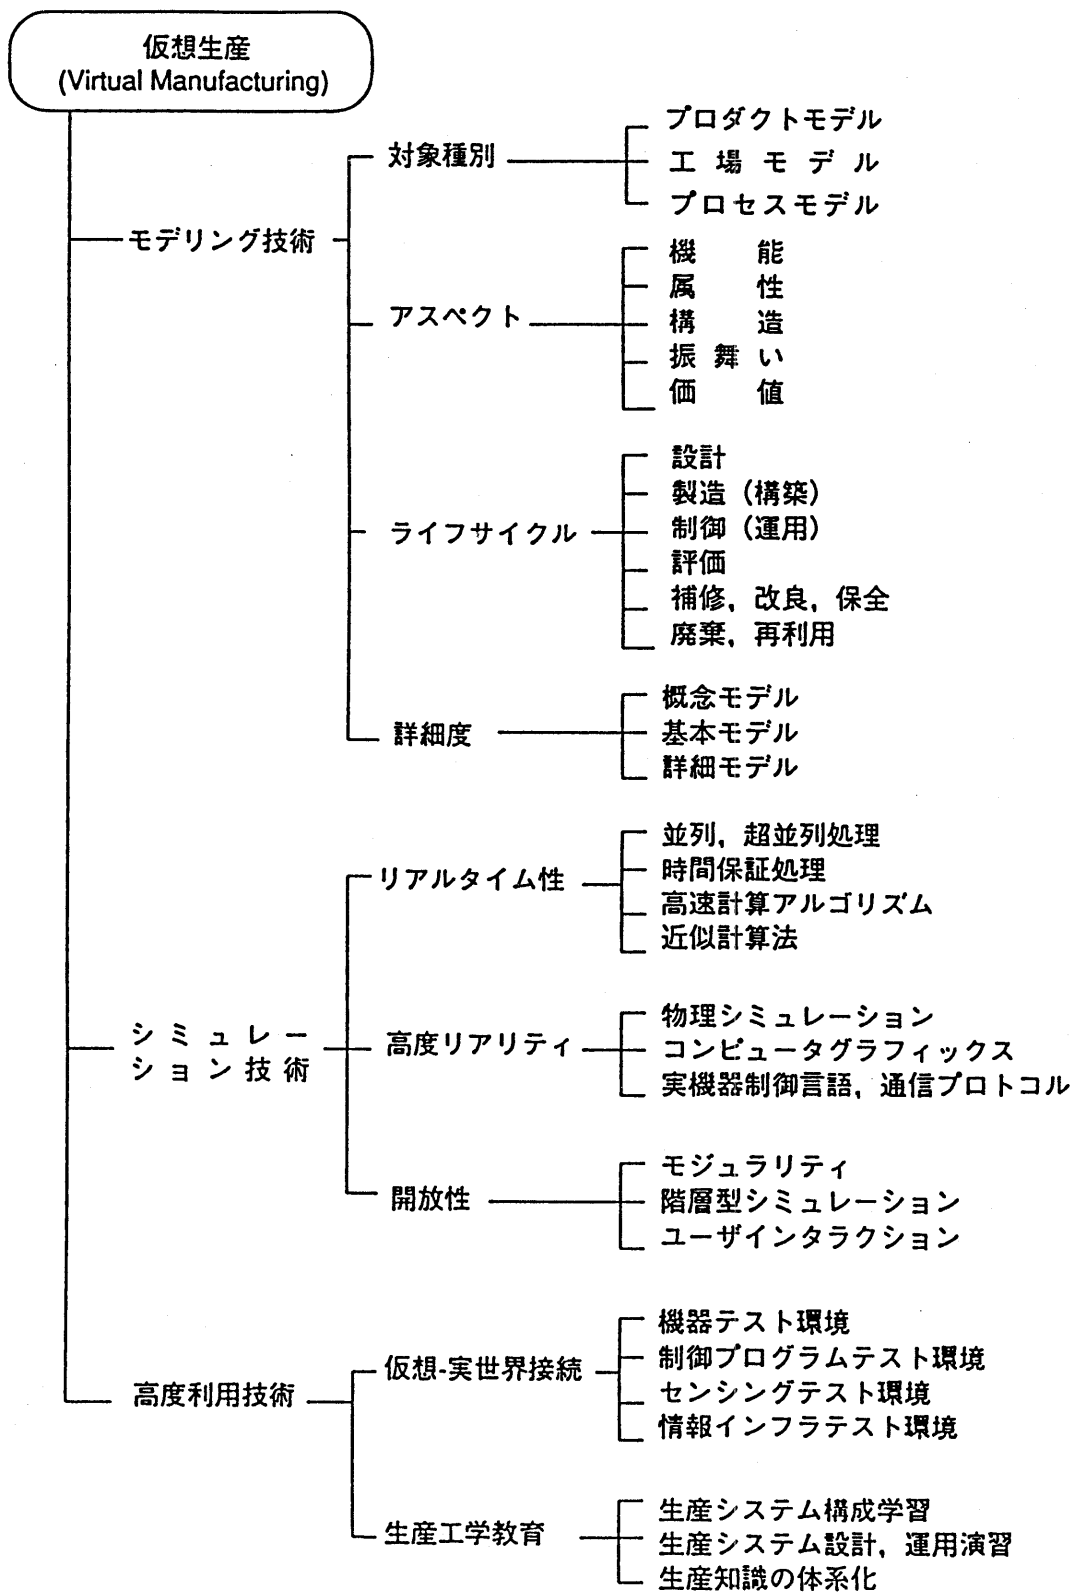 仮想生産
(Virtual Manufacturing)
モデリング技術
対象種別
プロダクトモデル
工場モデル
プロセスモデル
アスペクト
機能
属性
構造
振舞い
価値
ライフサイクル
設計
製造（構築）
制御（運用）
評価
補修，改良，保全
廃棄，再利用
詳細度
概念モデル
基本モデル
詳細モデル
シミュレー
ション技術
リアルタイム性
並列，超並列処理
時間保証処理
高速計算アルゴリズム
近似計算法
高度リアリティ
物理シミュレーション
コンピュータグラフィックス
実機器制御言語，通信プロトコル
開放性
モジュラリティ
階層型シミュレーション
ユーザインタラクション
高度利用技術
仮想-実世界接続
機器テスト環境
制御プログラムテスト環境
センシングテスト環境
情報インフラテスト環境
生産工学教育
生産システム構成学習
生産システム設計，運用演習
生産知識の体系化